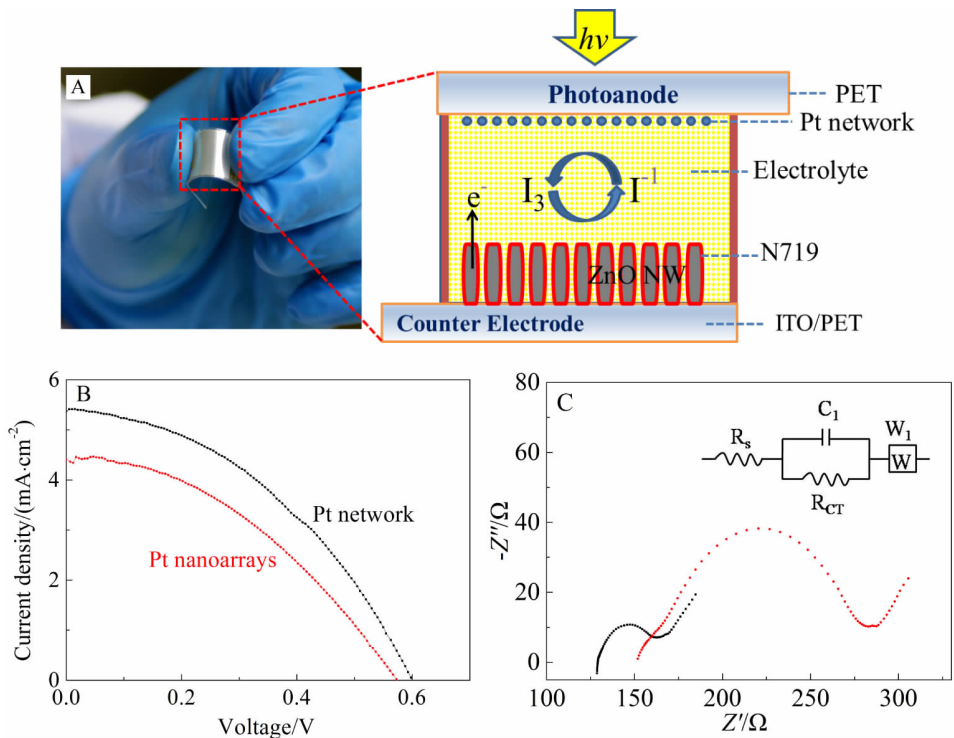 A
hν
Photoanode
PET
Pt network
Electrolyte
e-
I3
I-1
N719
ZnO NW
Counter Electrode
ITO/PET
B
Current density/(mA·cm-2)
6
4
2
0
Pt network
Pt nanoarrays
0.0 0.2 0.4 0.6
Voltage/V
C
-Z''/Ω
80
60
40
20
0
C1
Rs
W1
W
RCT
100 150 200 250 300
Z'/Ω